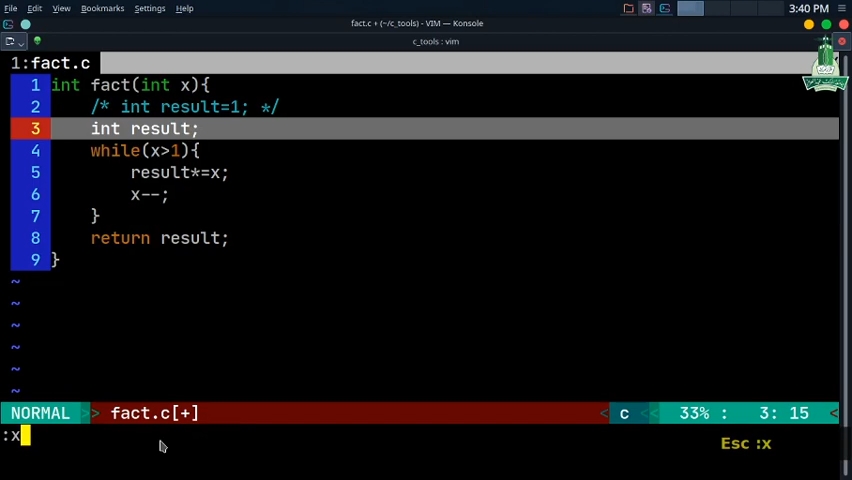 File Edit View Bookmarks Settings Help
3:40 PM
fact.c + (~/c_tools) - VIM — Konsole
c_tools : vim
1:fact.c
1 int fact(int x){
2 /* int result=1; */
3 int result;
4 while(x>1){
5 result*=x;
6 x--;
7 }
8 return result;
9 }
~
~
~
~
~
~
NORMAL >> fact.c[+] < c < 33% : 3: 15 <
:x
Esc :x